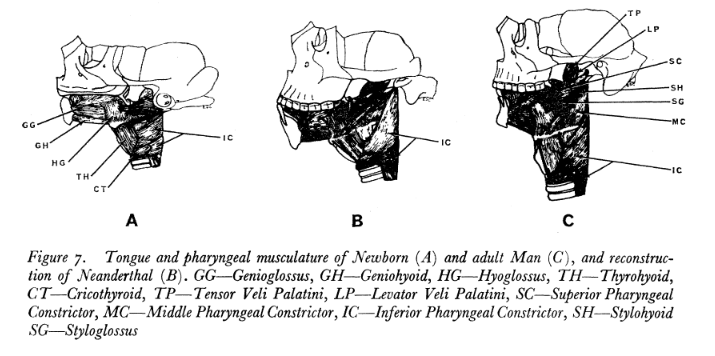 TP
LP
SC
SH
SG
MC
IC
GG
GH
HG
TH
CT
IC
IC
A
B
C
Figure 7. Tongue and pharyngeal musculature of Newborn (A) and adult Man (C), and reconstruc-
tion of Neanderthal (B). GG—Genioglossus, GH—Geniohyoid, HG—Hyoglossus, TH—Thyrohyoid,
CT—Cricothyroid, TP—Tensor Veli Palatini, LP—Levator Veli Palatini, SC—Superior Pharyngeal
Constrictor, MC—Middle Pharyngeal Constrictor, IC—Inferior Pharyngeal Constrictor, SH—Stylohyoid
SG—Styloglossus